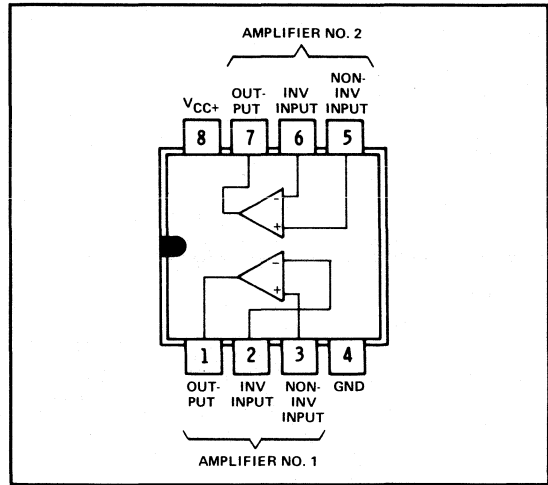 AMPLIFIER NO. 2
VCC+
OUT-
PUT
INV
INPUT
NON-
INV
INPUT
8
7
6
5
-
+
-
+
1
2
3
4
OUT-
PUT
INV
INPUT
NON-
INV
INPUT
GND
AMPLIFIER NO. 1